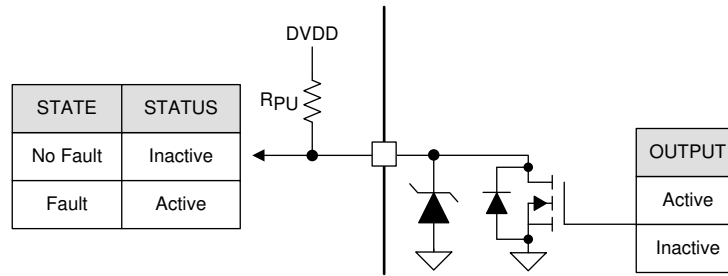 DVDD
RPU
STATE STATUS
No Fault Inactive
Fault Active
OUTPUT
Active
Inactive